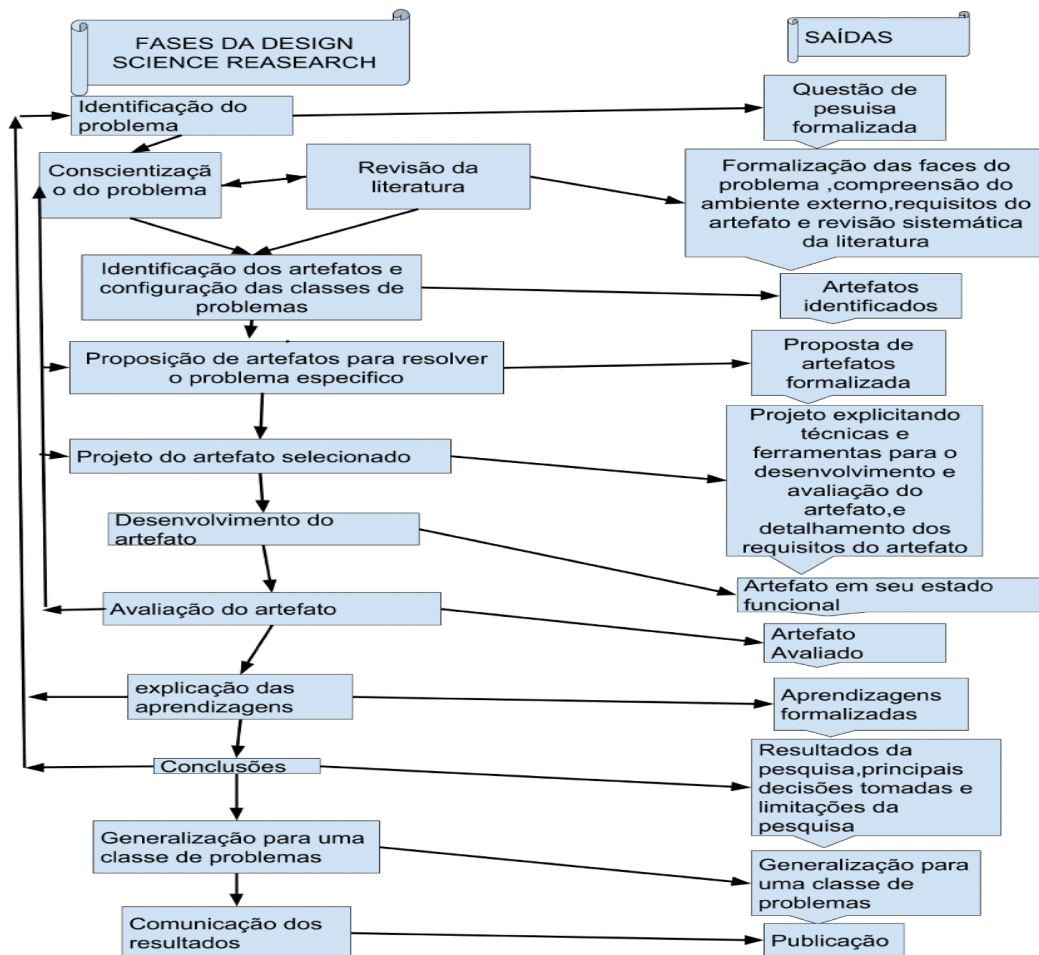 FASES DA DESIGN
SCIENCE REASEARCH
SAÍDAS
Identificação do
problema
Questão de
pesuisa
formalizada
Conscientizaçã
o do problema
Revisão da
literatura
Formalização das faces do
problema ,compreensão do
ambiente externo,requisitos do
artefato e revisão sistemática
da literatura
Identificação dos artefatos e
configuração das classes de
problemas
Artefatos
identificados
Proposição de artefatos para resolver
o problema especifico
Proposta de
artefatos
formalizada
Projeto do artefato selecionado
Projeto explicitando
técnicas e
ferramentas para o
desenvolvimento e
avaliação do
artefato,e
detalhamento dos
requisitos do artefato
Desenvolvimento do
artefato
Artefato em seu estado
funcional
Avaliação do artefato
Artefato
Avaliado
explicação das
aprendizagens
Aprendizagens
formalizadas
Conclusões
Resultados da
pesquisa,principais
decisões tomadas e
limitações da
pesquisa
Generalização para uma
classe de problemas
Generalização para
uma classe de
problemas
Comunicação dos
resultados
Publicação